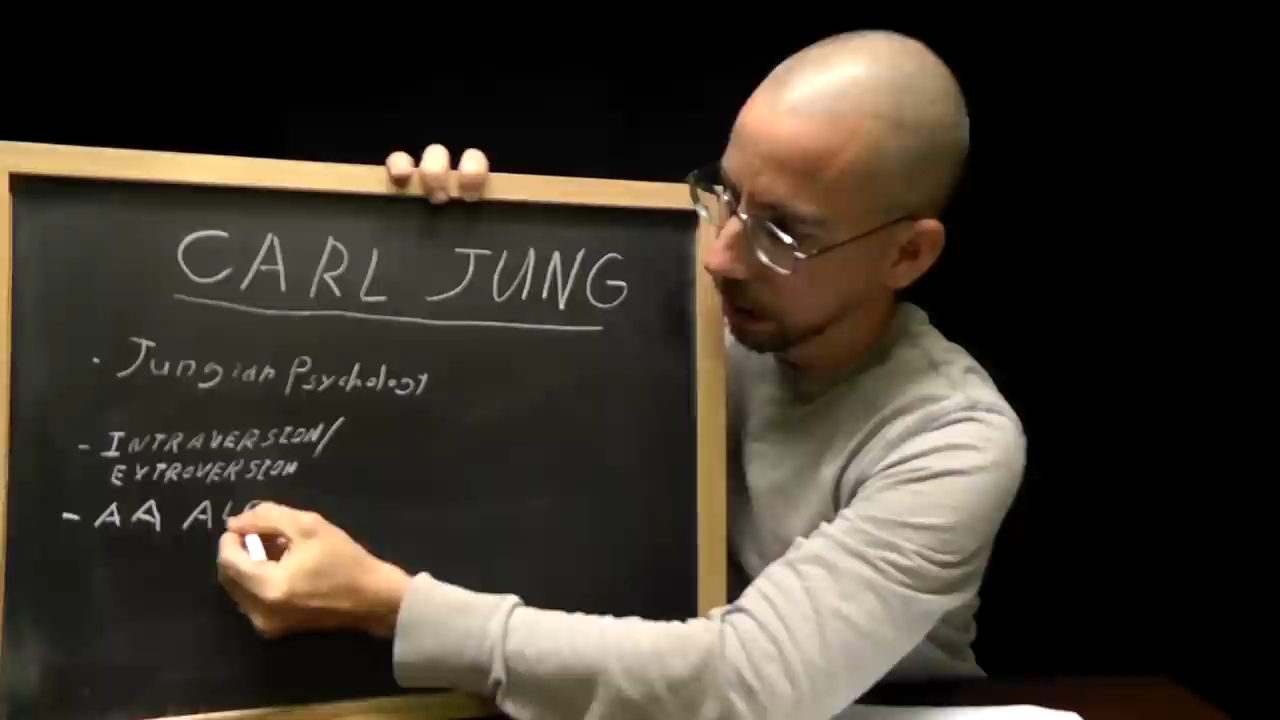 CARL JUNG
· Jungian Psychology
- INTRAVERSION/
EXTROVERSION
- AA